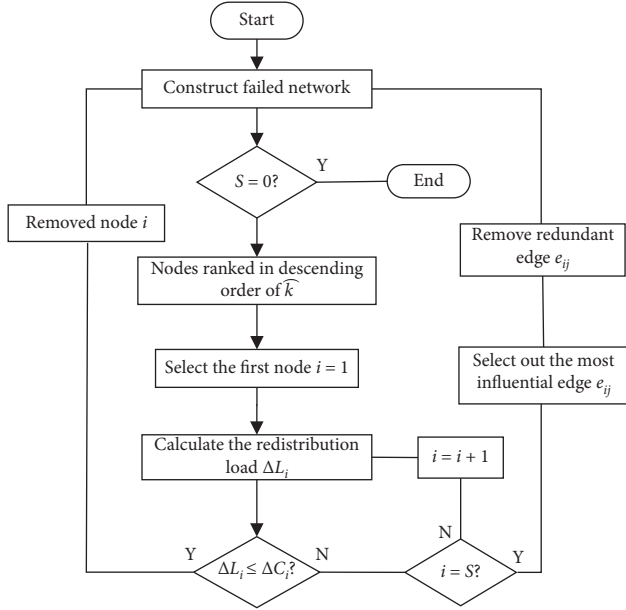 Start
Construct failed network
S = 0?
Y
End
Removed node i
Remove redundant
edge e_ij
Nodes ranked in descending
order of k̂
Select the first node i = 1
Select out the most
influential edge e_ij
Calculate the redistribution
load ΔL_i
i = i + 1
N
Y
ΔL_i ≤ ΔC_i?
N
i = S?
Y